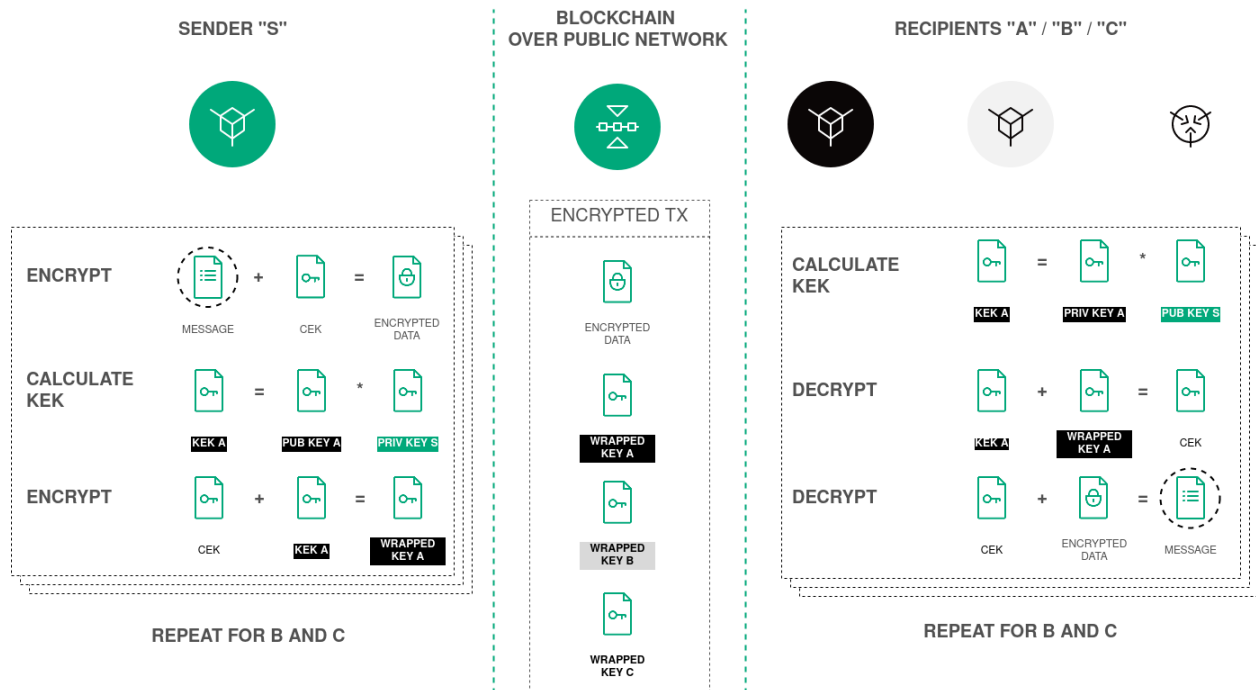 SENDER "S"
BLOCKCHAIN
OVER PUBLIC NETWORK
RECIPIENTS "A" / "B" / "C"
ENCRYPT
+
=
MESSAGE
CEK
ENCRYPTED
DATA
CALCULATE
KEK
=
*
KEK A
PUB KEY A
PRIV KEY S
ENCRYPT
+
=
CEK
KEK A
WRAPPED
KEY A
REPEAT FOR B AND C
ENCRYPTED TX
ENCRYPTED
DATA
WRAPPED
KEY A
WRAPPED
KEY B
WRAPPED
KEY C
CALCULATE
KEK
=
*
KEK A
PRIV KEY A
PUB KEY S
DECRYPT
+
=
KEK A
WRAPPED
KEY A
CEK
DECRYPT
+
=
CEK
ENCRYPTED
DATA
MESSAGE
REPEAT FOR B AND C